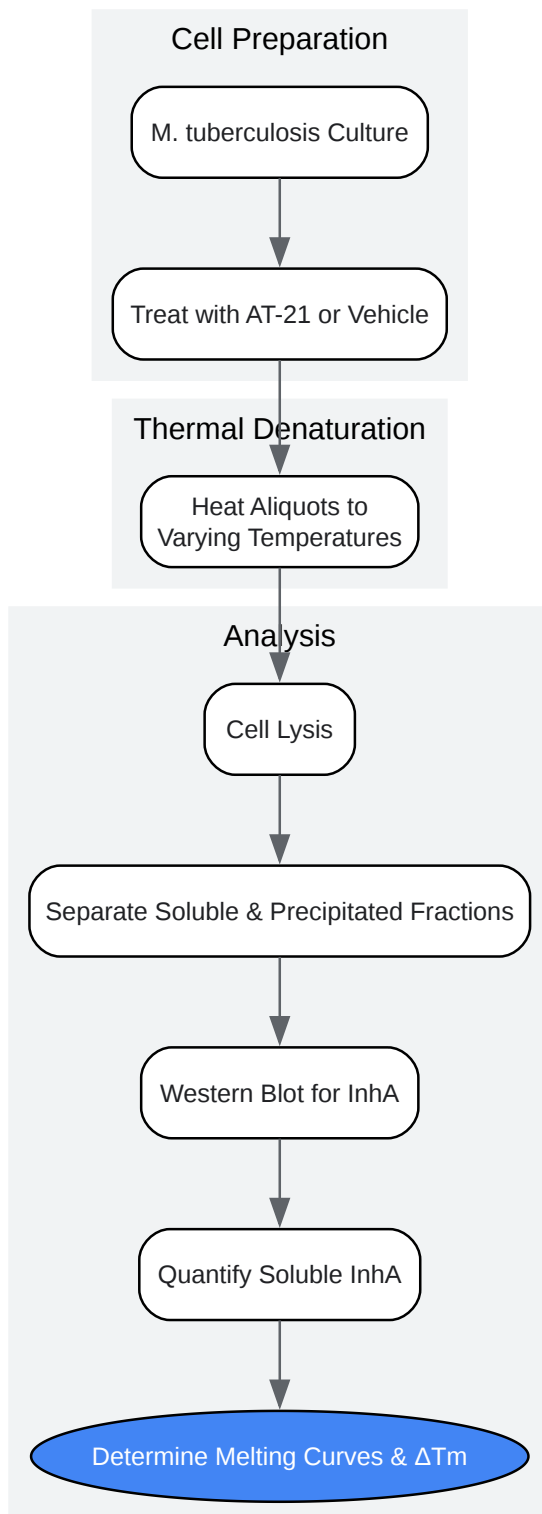 Cell Preparation
M. tuberculosis Culture
Treat with AT-21 or Vehicle
Thermal Denaturation
Heat Aliquots to
Varying Temperatures
Analysis
Cell Lysis
Separate Soluble & Precipitated Fractions
Western Blot for InhA
Quantify Soluble InhA
Determine Melting Curves & ΔTm